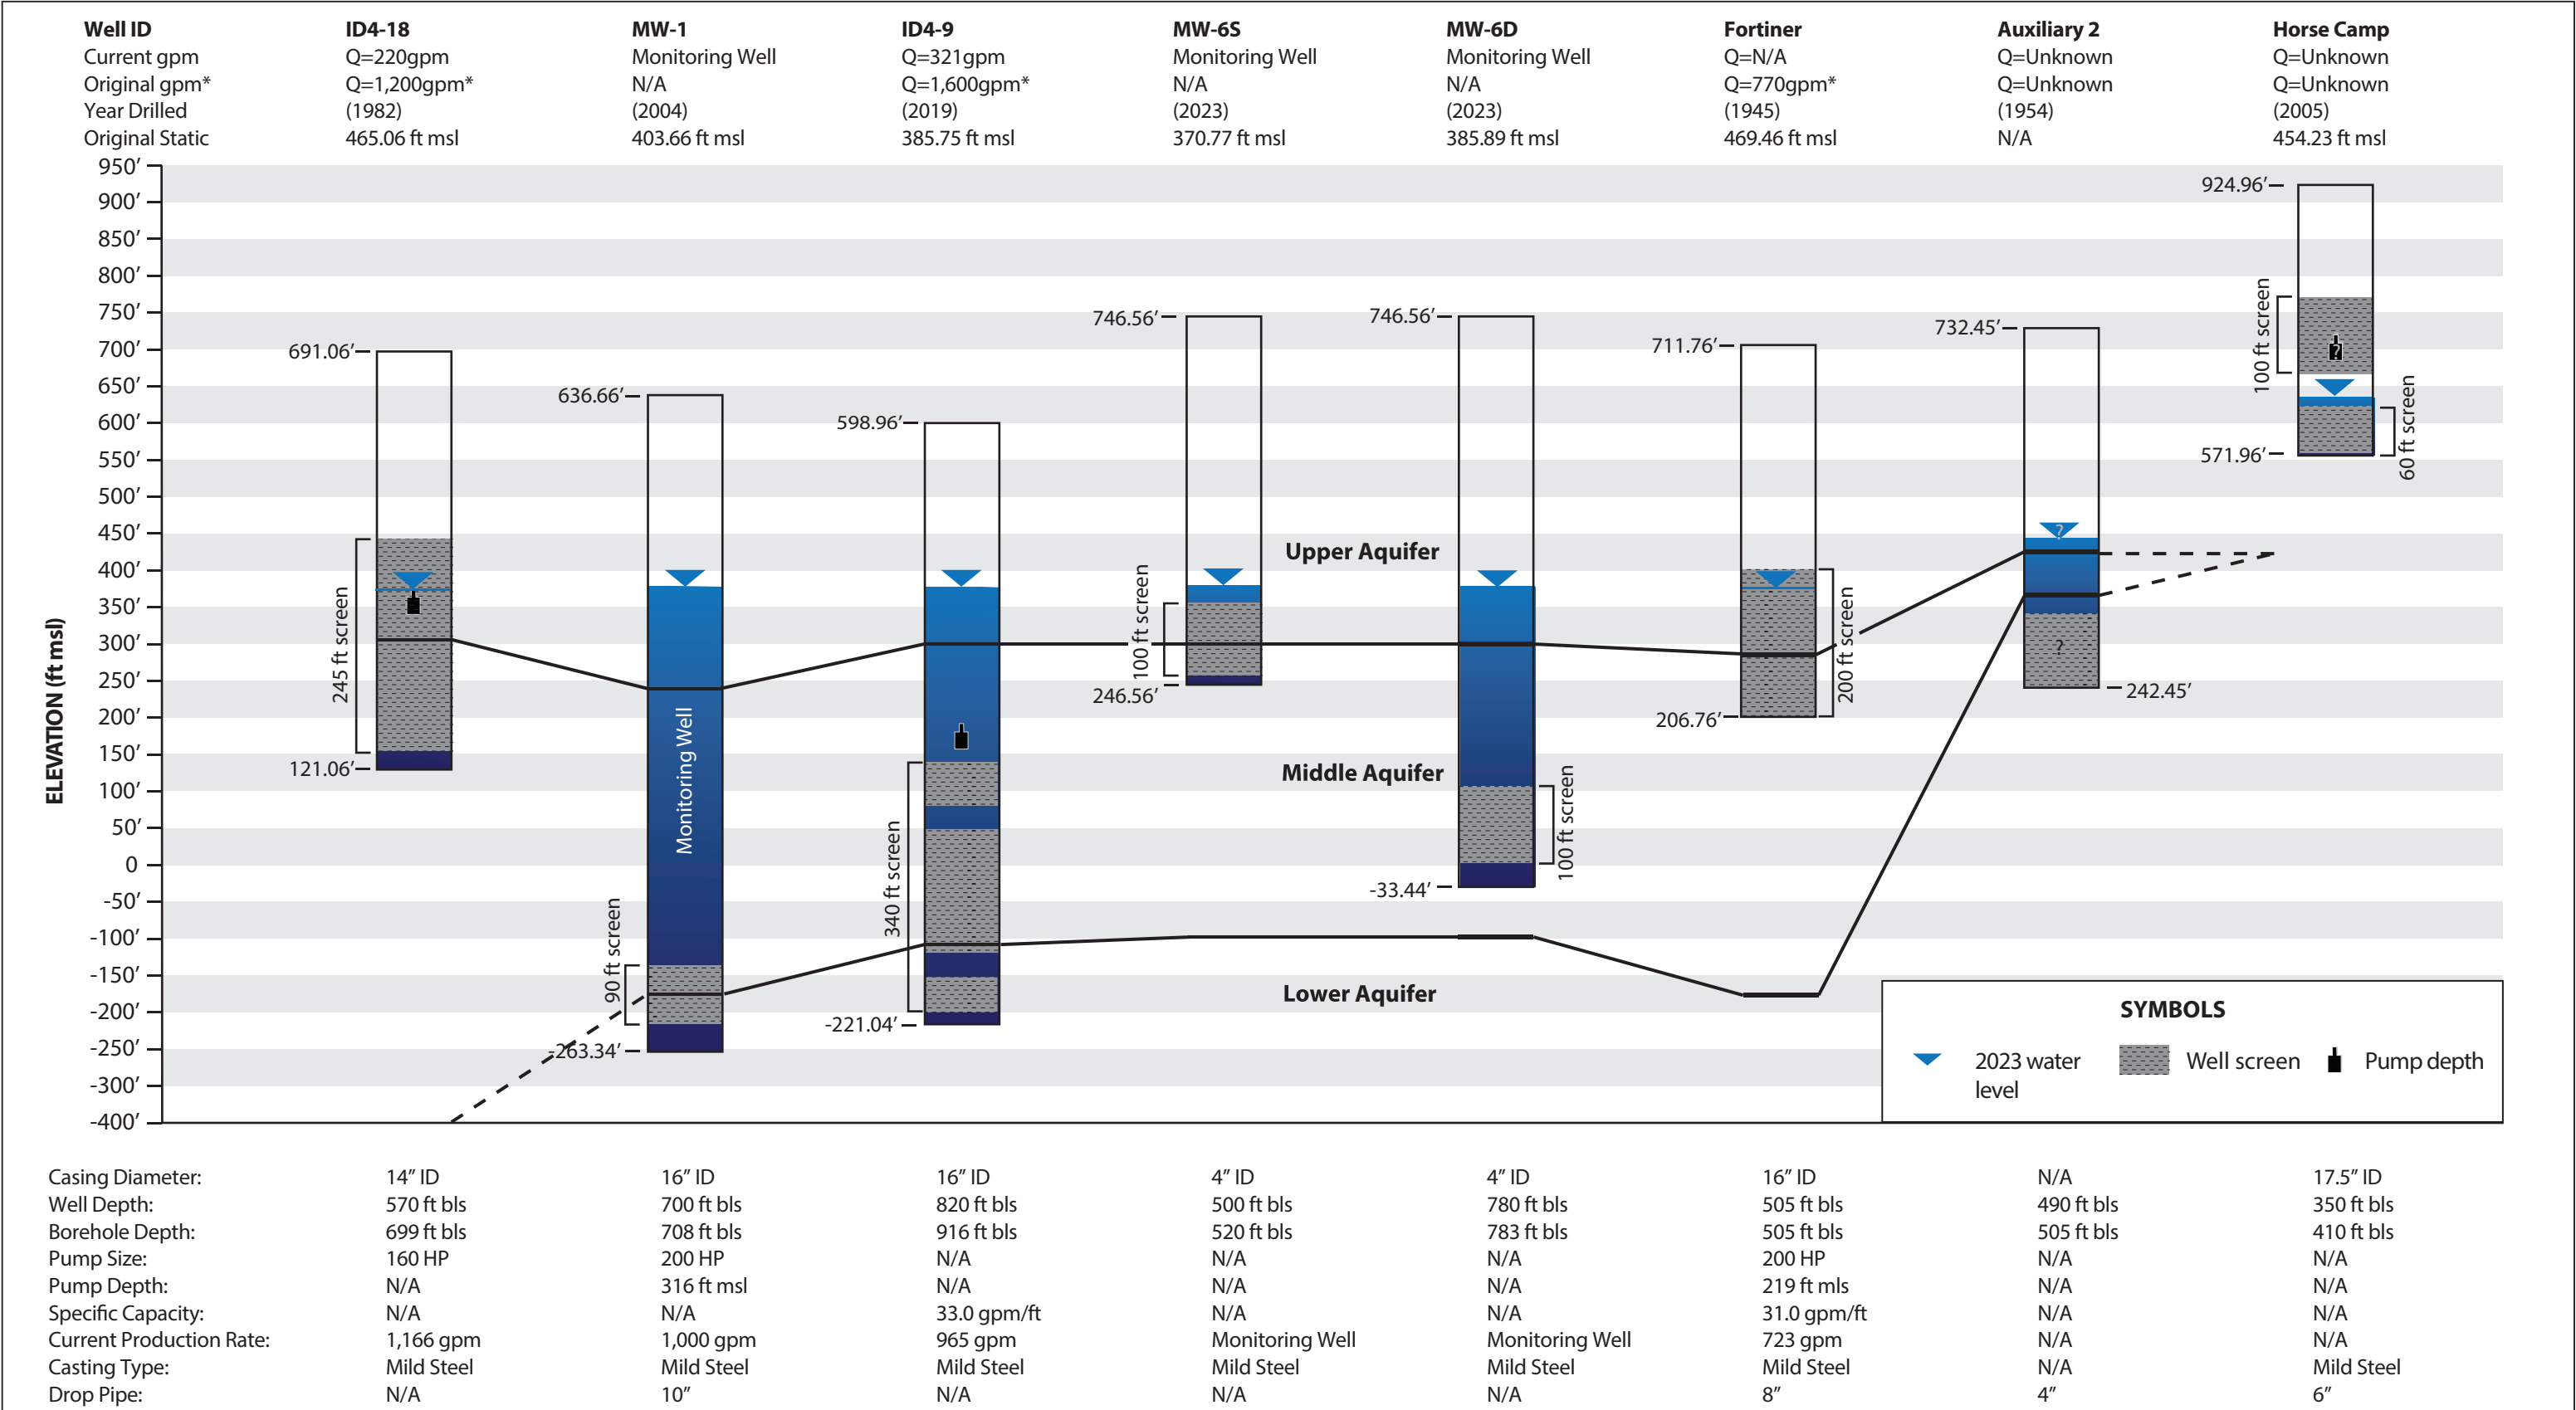 Well ID ID4-18 MW-1 ID4-9 MW-6S MW-6D Fortiner Auxiliary 2 Horse Camp
Current gpm Q=220gpm Monitoring Well Q=321gpm Monitoring Well Monitoring Well Q=N/A Q=Unknown Q=Unknown
Original gpm* Q=1,200gpm* N/A Q=1,600gpm* N/A N/A Q=770gpm* Q=Unknown Q=Unknown
Year Drilled (1982) (2004) (2019) (2023) (2023) (1945) (1954) (2005)
Original Static 465.06 ft msl 403.66 ft msl 385.75 ft msl 370.77 ft msl 385.89 ft msl 469.46 ft msl N/A 454.23 ft msl
ELEVATION (ft msl)
950’
900’
850’
800’
750’
700’
650’
600’
550’
500’
450’
400’
350’
300’
250’
200’
150’
100’
50’
0
-50’
-100’
-150’
-200’
-250’
-300’
-400’
691.06’
245 ft screen
121.06’
636.66’
Monitoring Well
90 ft screen
-263.34’
598.96’
340 ft screen
-221.04’
746.56’
100 ft screen
246.56’
746.56’
100 ft screen
-33.44’
Upper Aquifer
Middle Aquifer
Lower Aquifer
711.76’
200 ft screen
206.76’
732.45’
?
?
242.45’
924.96’
100 ft screen
?
60 ft screen
571.96’
SYMBOLS
2023 water
level
Well screen
Pump depth
Casing Diameter: 14” ID 16” ID 16” ID 4” ID 4” ID 16” ID N/A 17.5” ID
Well Depth: 570 ft bls 700 ft bls 820 ft bls 500 ft bls 780 ft bls 505 ft bls 490 ft bls 350 ft bls
Borehole Depth: 699 ft bls 708 ft bls 916 ft bls 520 ft bls 783 ft bls 505 ft bls 505 ft bls 410 ft bls
Pump Size: 160 HP 200 HP N/A N/A N/A 200 HP N/A N/A
Pump Depth: N/A 316 ft msl N/A N/A N/A 219 ft mls N/A N/A
Specific Capacity: N/A N/A 33.0 gpm/ft N/A N/A 31.0 gpm/ft N/A N/A
Current Production Rate: 1,166 gpm 1,000 gpm 965 gpm Monitoring Well Monitoring Well 723 gpm N/A N/A
Casting Type: Mild Steel Mild Steel Mild Steel Mild Steel Mild Steel Mild Steel N/A Mild Steel
Drop Pipe: N/A 10” N/A N/A N/A 8” 4” 6”